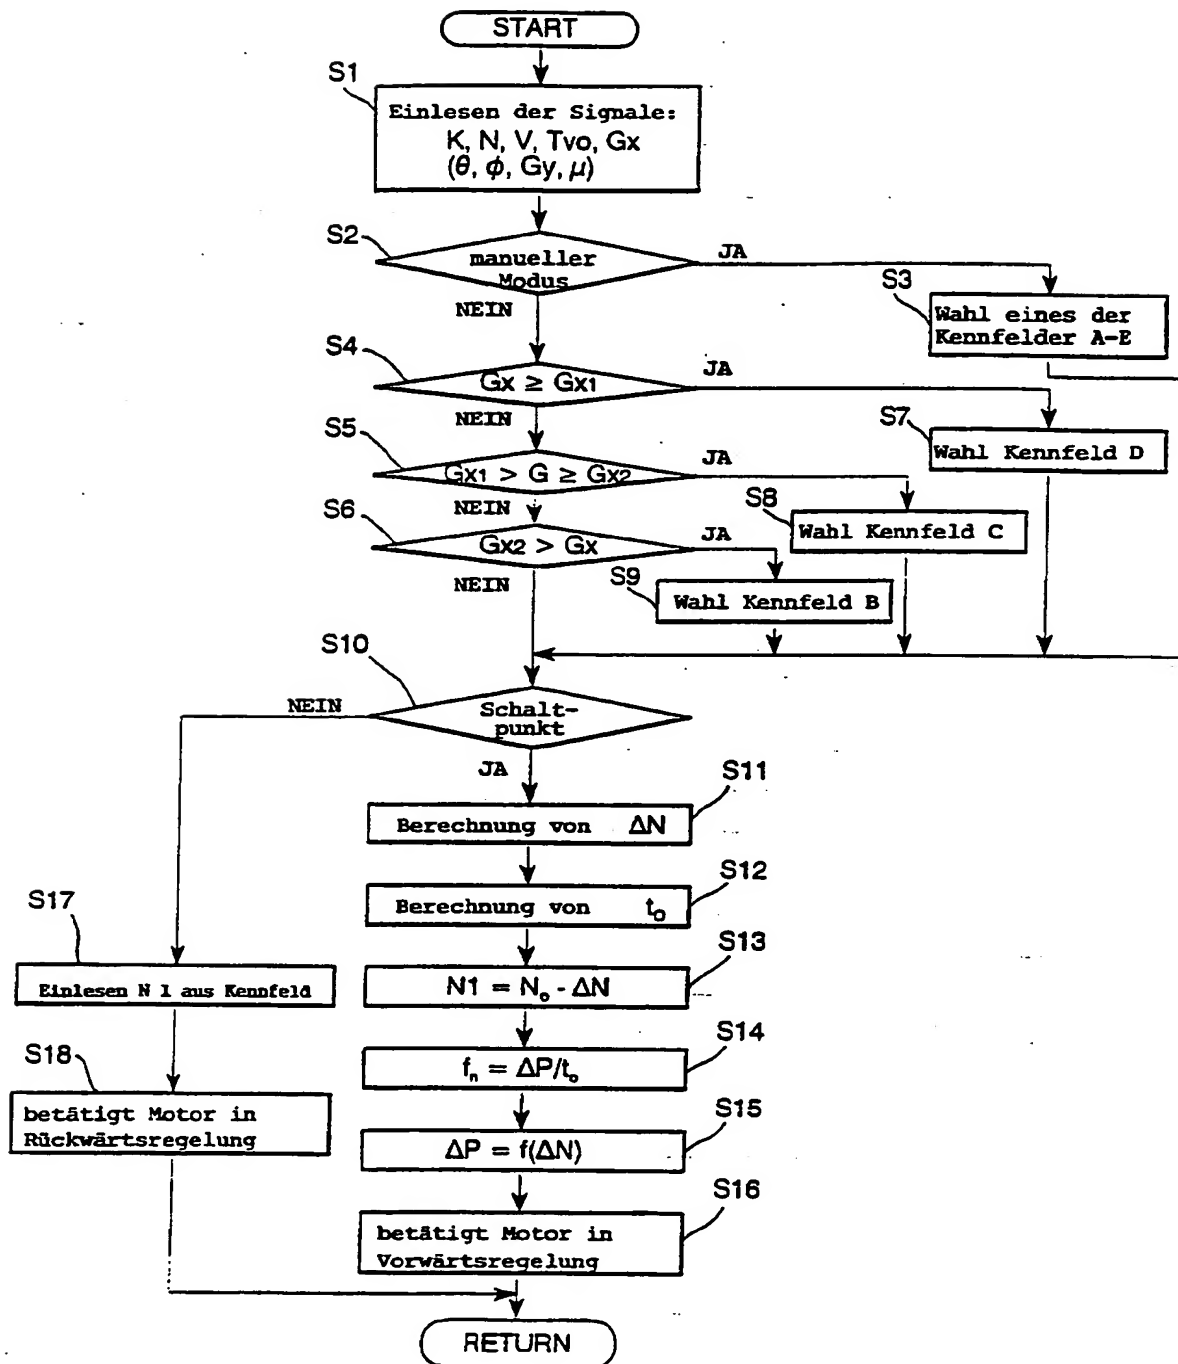 START
S1
Einlesen der Signale:
K, N, V, Tvo, Gx
(θ, ϕ, Gy, μ)
S2
manueller
Modus
JA
NEIN
S3
Wahl eines der
Kennfelder A-E
S4
Gx ≥ Gx1
JA
NEIN
S7
Wahl Kennfeld D
S5
Gx1 > G ≥ Gx2
JA
NEIN
S8
Wahl Kennfeld C
S6
Gx2 > Gx
JA
NEIN
S9
Wahl Kennfeld B
S10
Schalt-
punkt
NEIN
JA
S11
Berechnung von ΔN
S12
Berechnung von to
S17
Einlesen N 1 aus Kennfeld
S13
N1 = No - ΔN
S18
betätigt Motor in
Rückwärtsregelung
S14
fn = ΔP/to
S15
ΔP = f(ΔN)
S16
betätigt Motor in
Vorwärtsregelung
RETURN